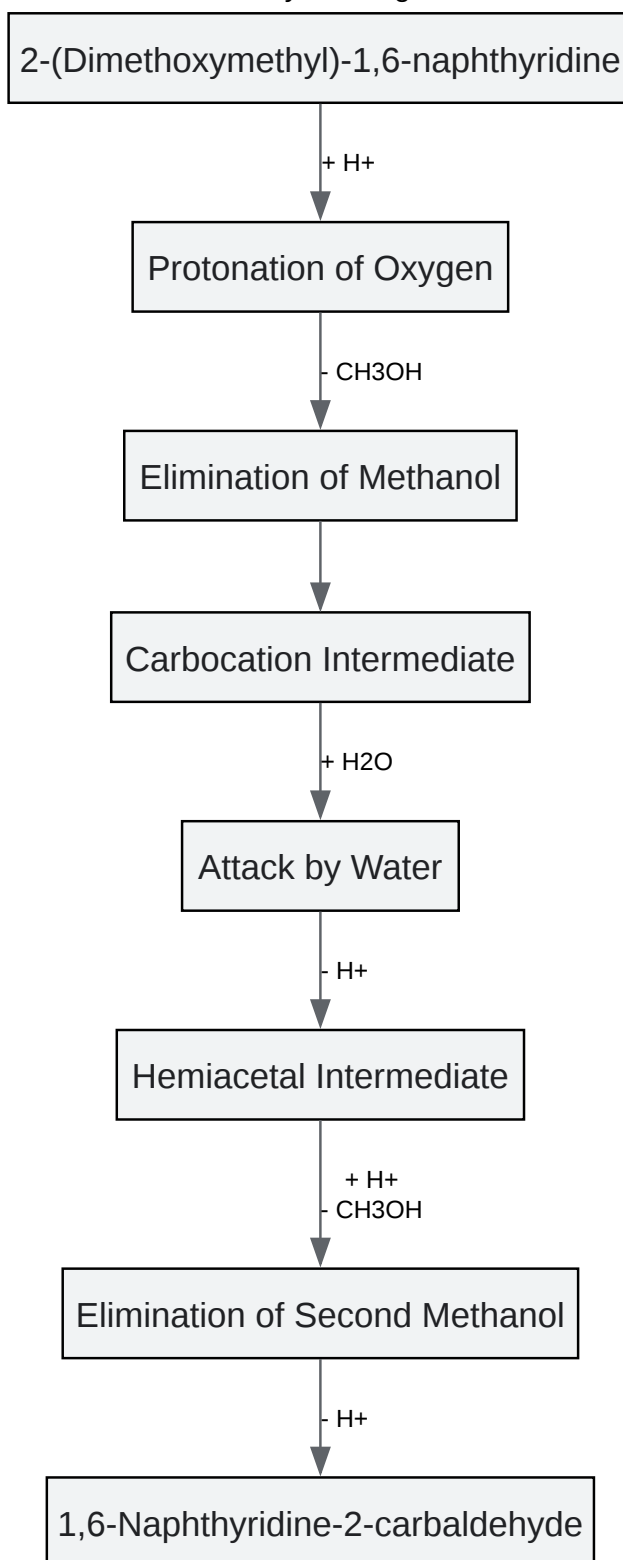 2-(Dimethoxymethyl)-1,6-naphthyridine
+ H+
Protonation of Oxygen
- CH3OH
Elimination of Methanol
Carbocation Intermediate
+ H2O
Attack by Water
- H+
Hemiacetal Intermediate
+ H+
- CH3OH
Elimination of Second Methanol
- H+
1,6-Naphthyridine-2-carbaldehyde